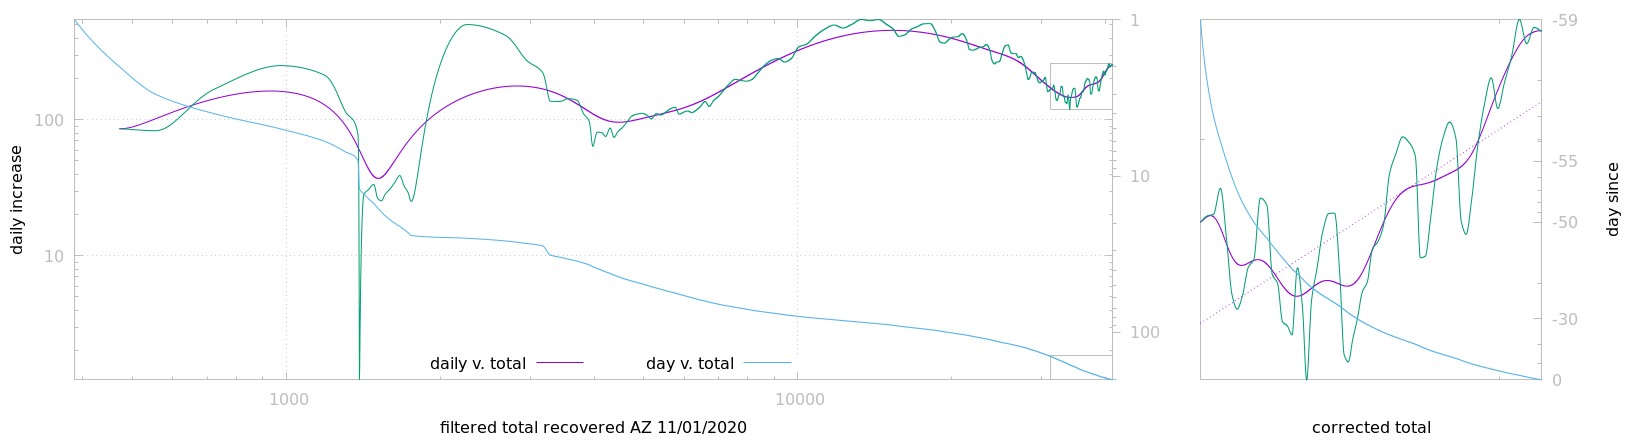 1
-59
100
-55
10
-50
10
-30
100
0
daily increase
day since
daily v. total
day v. total
1000
10000
filtered total recovered AZ 11/01/2020
corrected total